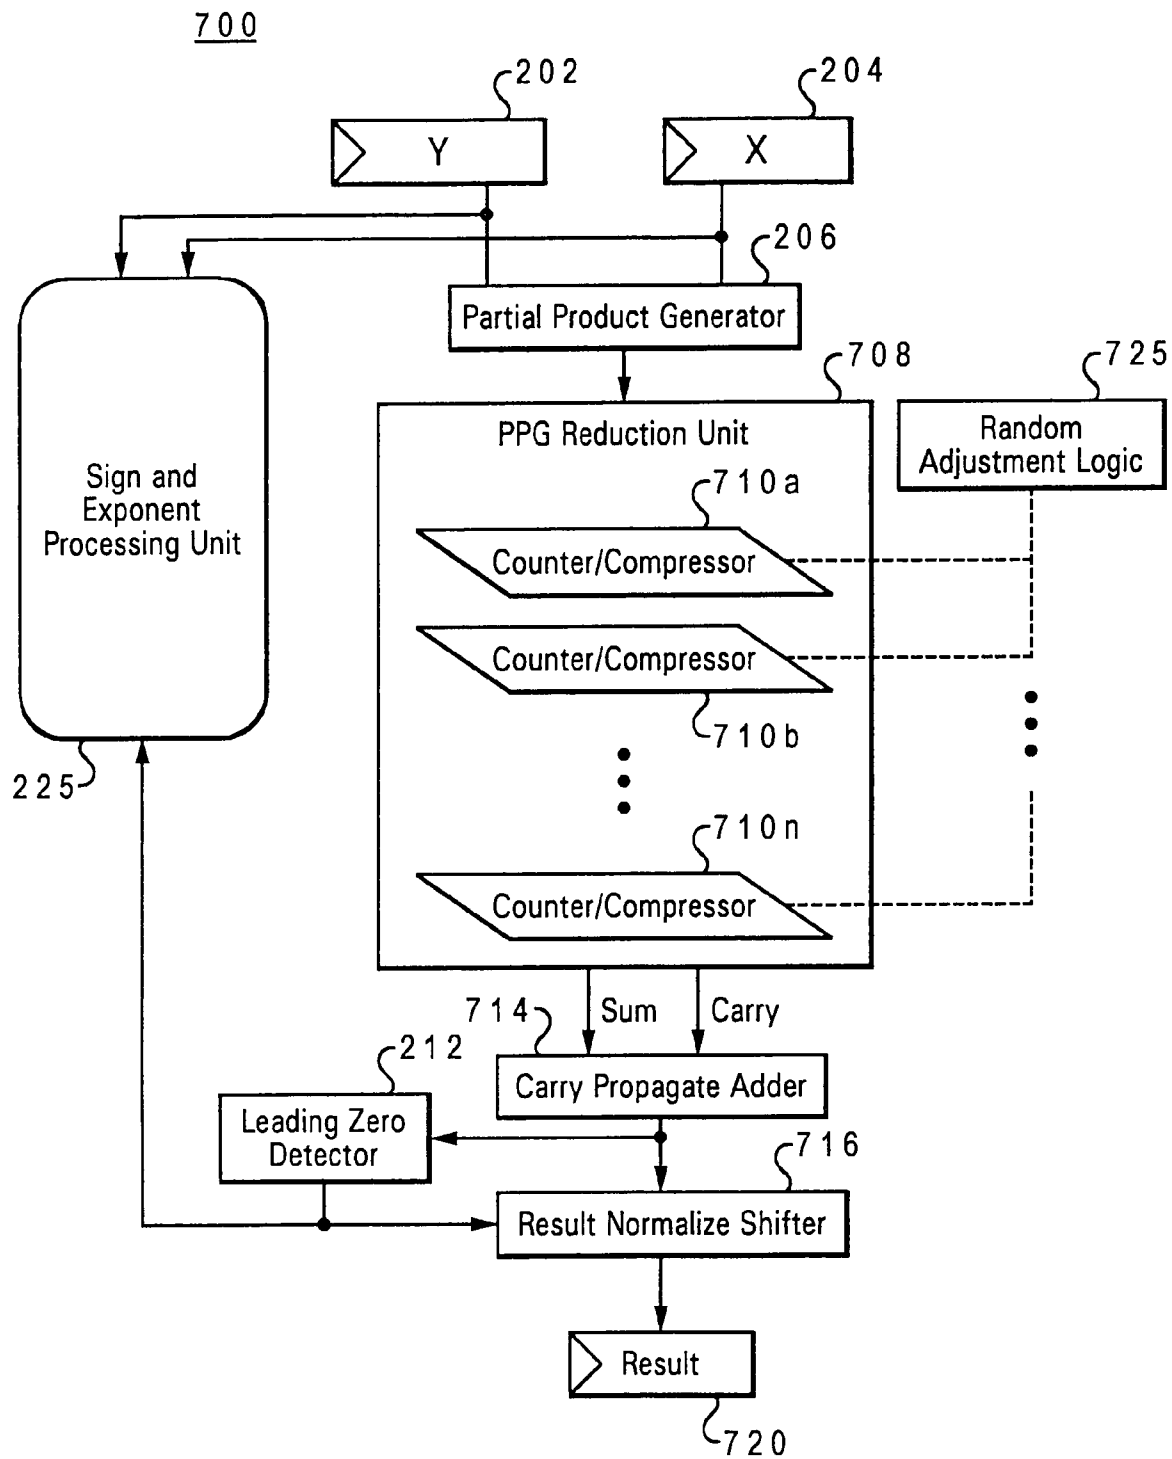 700
202
204
Y
X
206
Partial Product Generator
708
725
PPG Reduction Unit
Random
Adjustment Logic
710a
Sign and
Exponent
Processing Unit
Counter/Compressor
Counter/Compressor
710b
225
710n
Counter/Compressor
714
Sum
Carry
212
Carry Propagate Adder
Leading Zero
Detector
716
Result Normalize Shifter
Result
720